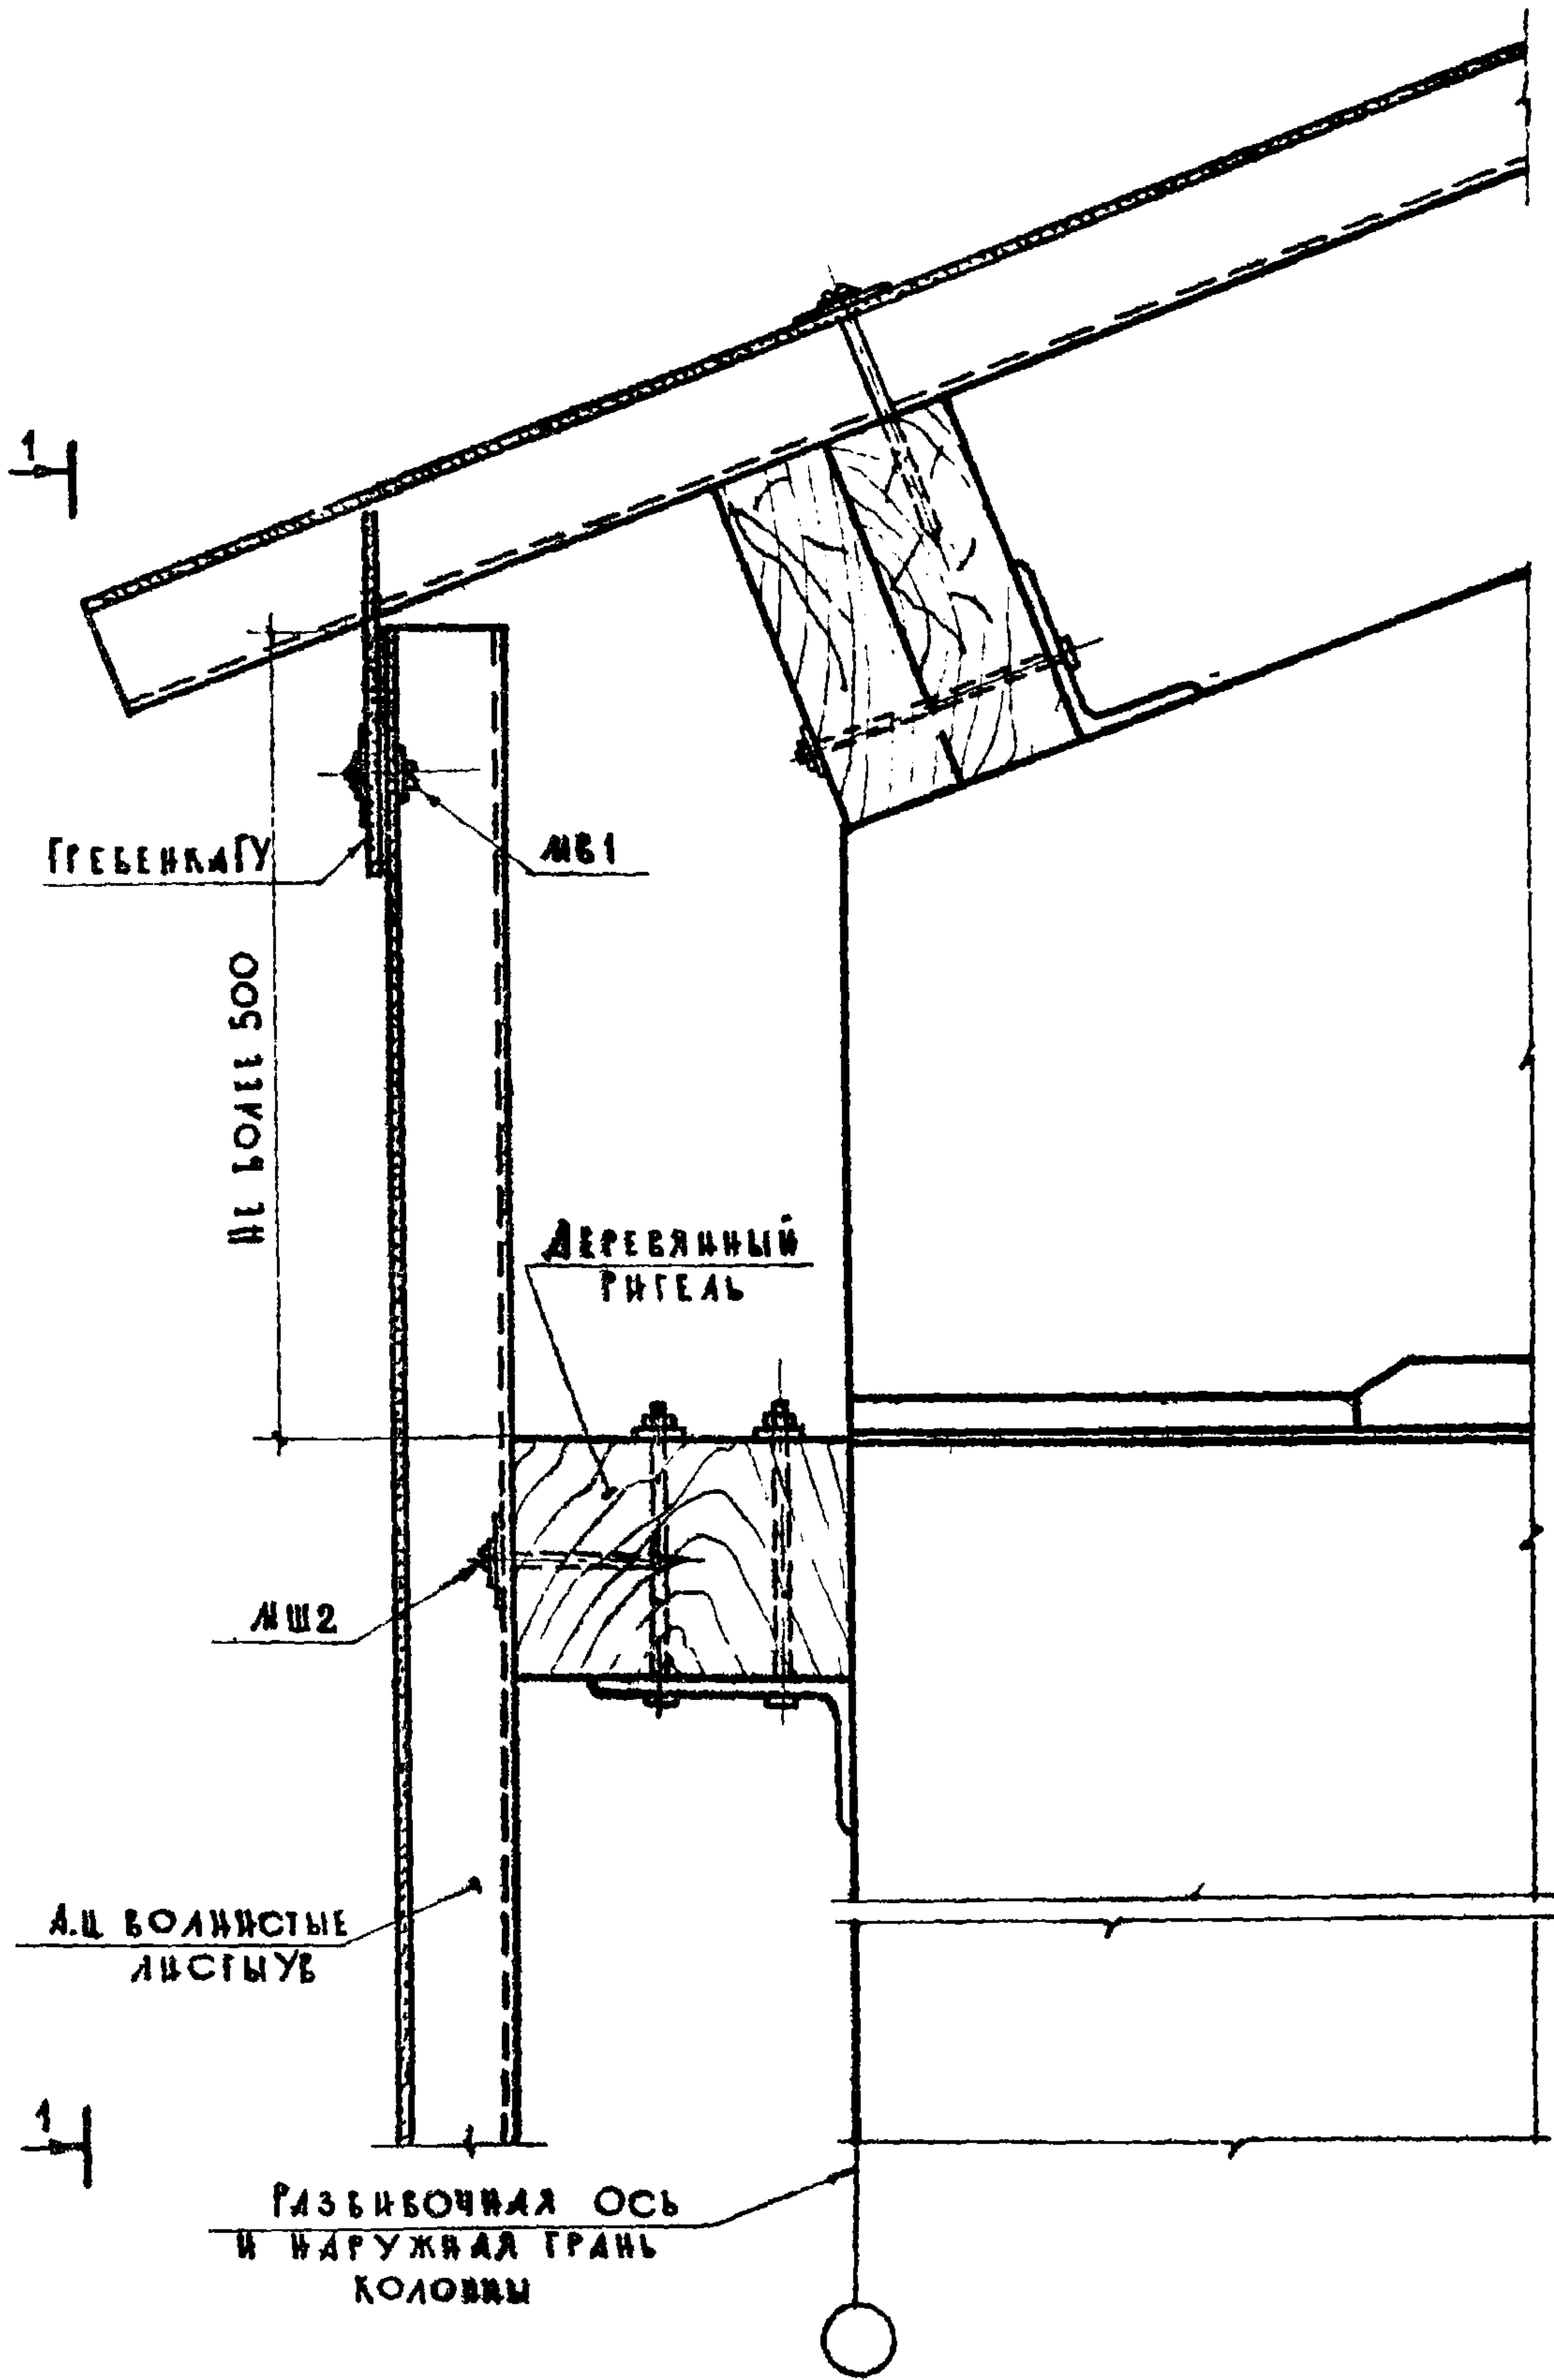 1
ГРЕБЕНКА ГУ
МВ1
НЕ БОЛЕЕ 500
ДЕРЕВЯННЫЙ
РИГЕЛЬ
МШ2
А.Ц ВОЛНИСТЫЕ
ЛИСТЫ УВ
1
РАЗБИВОЧНАЯ ОСЬ
И НАРУЖНАЯ ГРАНЬ
КОЛОННЫ